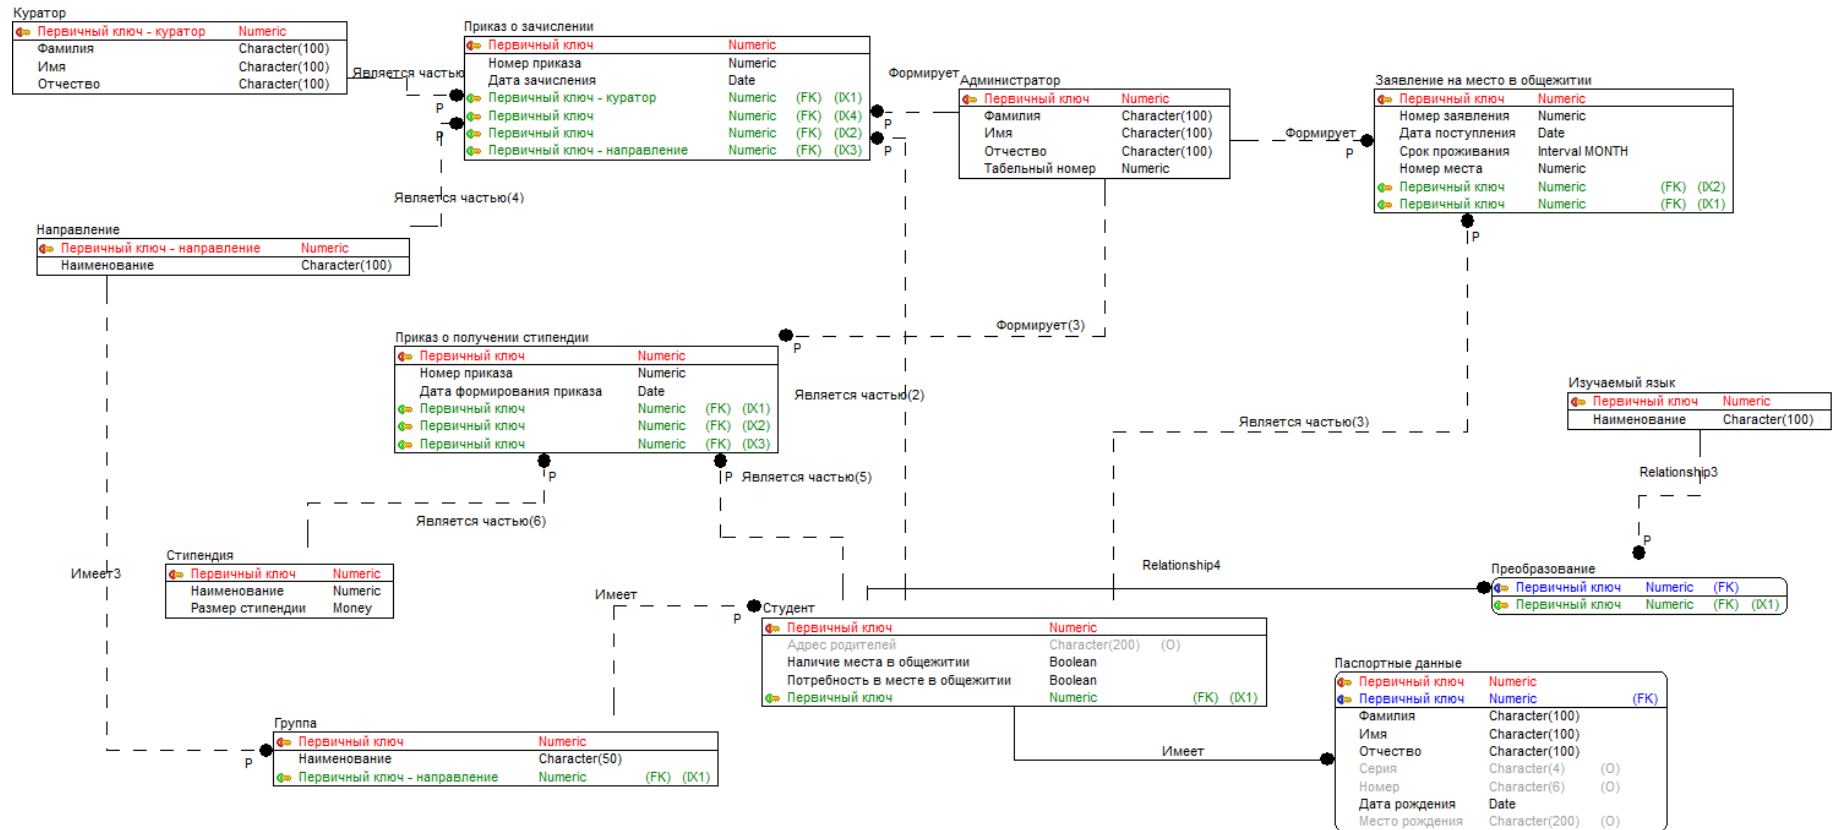 Куратор
Первичный ключ - куратор Numeric
Фамилия Character(100)
Имя Character(100)
Отчество Character(100)
Является частью
P
Приказ о зачислении
Первичный ключ Numeric
Номер приказа Numeric
Дата зачисления Date
Первичный ключ - куратор Numeric (FK) (IX1)
Первичный ключ Numeric (FK) (IX4)
Первичный ключ Numeric (FK) (IX2)
Первичный ключ - направление Numeric (FK) (IX3)
P
Формирует
P
P
Администратор
Первичный ключ Numeric
Фамилия Character(100)
Имя Character(100)
Отчество Character(100)
Табельный номер Numeric
Формирует
P
Заявление на место в общежитии
Первичный ключ Numeric
Номер заявления Numeric
Дата поступления Date
Срок проживания Interval MONTH
Номер места Numeric
Первичный ключ Numeric (FK) (IX2)
Первичный ключ Numeric (FK) (IX1)
P
Является частью(4)
Направление
Первичный ключ - направление Numeric
Наименование Character(100)
Формирует(3)
P
Приказ о получении стипендии
Первичный ключ Numeric
Номер приказа Numeric
Дата формирования приказа Date
Первичный ключ Numeric (FK) (IX1)
Первичный ключ Numeric (FK) (IX2)
Первичный ключ Numeric (FK) (IX3)
P
P
Является частью(2)
Является частью(3)
Является частью(5)
Является частью(6)
Изучаемый язык
Первичный ключ Numeric
Наименование Character(100)
Relationship3
P
Стипендия
Первичный ключ Numeric
Наименование Numeric
Размер стипендии Money
Имеет3
P
Имеет
P
Relationship4
Преобразование
Первичный ключ Numeric (FK)
Первичный ключ Numeric (FK) (IX1)
Студент
Первичный ключ Numeric
Адрес родителей Character(200) (O)
Наличие места в общежитии Boolean
Потребность в месте в общежитии Boolean
Первичный ключ Numeric (FK) (IX1)
Группа
Первичный ключ Numeric
Наименование Character(50)
Первичный ключ - направление Numeric (FK) (IX1)
Имеет
Паспортные данные
Первичный ключ Numeric
Первичный ключ Numeric (FK)
Фамилия Character(100)
Имя Character(100)
Отчество Character(100)
Серия Character(4) (O)
Номер Character(6) (O)
Дата рождения Date
Место рождения Character(200) (O)